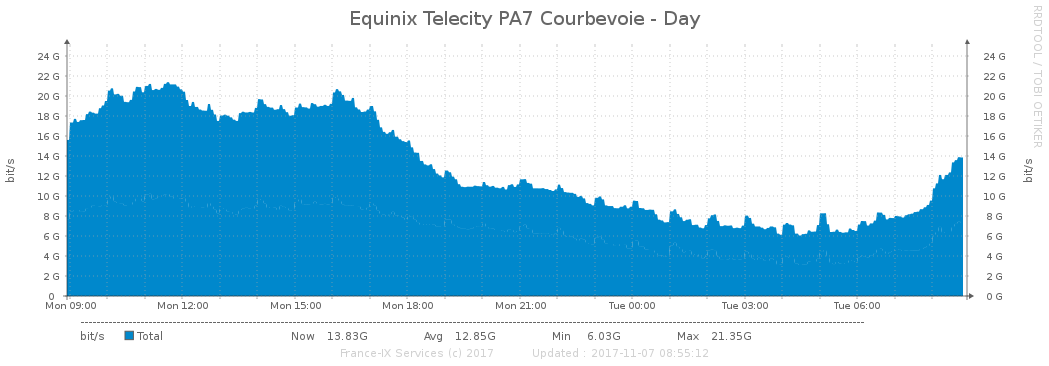 Equinix Telecity PA7 Courbevoie - Day
RRDTOOL / TOBI OETIKER
bit/s
24 G 24 G
22 G 22 G
20 G 20 G
18 G 18 G
16 G 16 G
14 G 14 G
12 G 12 G
10 G 10 G
8 G 8 G
6 G 6 G
4 G 4 G
2 G 2 G
0 0 G
bit/s
Mon 09:00 Mon 12:00 Mon 15:00 Mon 18:00 Mon 21:00 Tue 00:00 Tue 03:00 Tue 06:00
bit/s Total Now 13.83G Avg 12.85G Min 6.03G Max 21.35G
France-IX Services (c) 2017 Updated : 2017-11-07 08:55:12